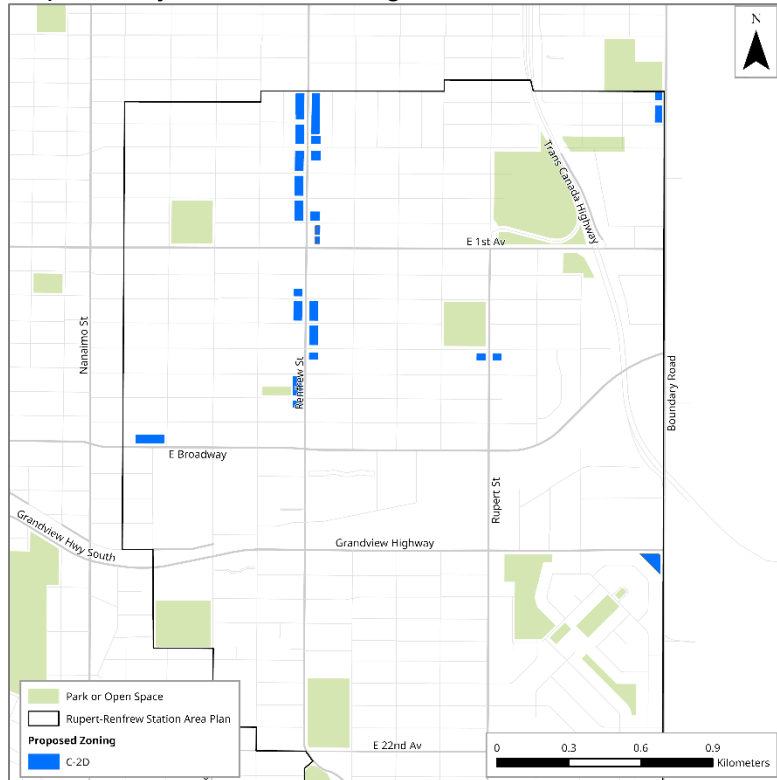 N
Trans Canada Highway
E 1st Av
Nanaimo St
Renfrew St
Boundary Road
E Broadway
Rupert St
Grandview Hwy South
Grandview Highway
E 22nd Av
Park or Open Space
Rupert-Renfrew Station Area Plan
Proposed Zoning
C-2D
0 0.3 0.6 0.9
Kilometers